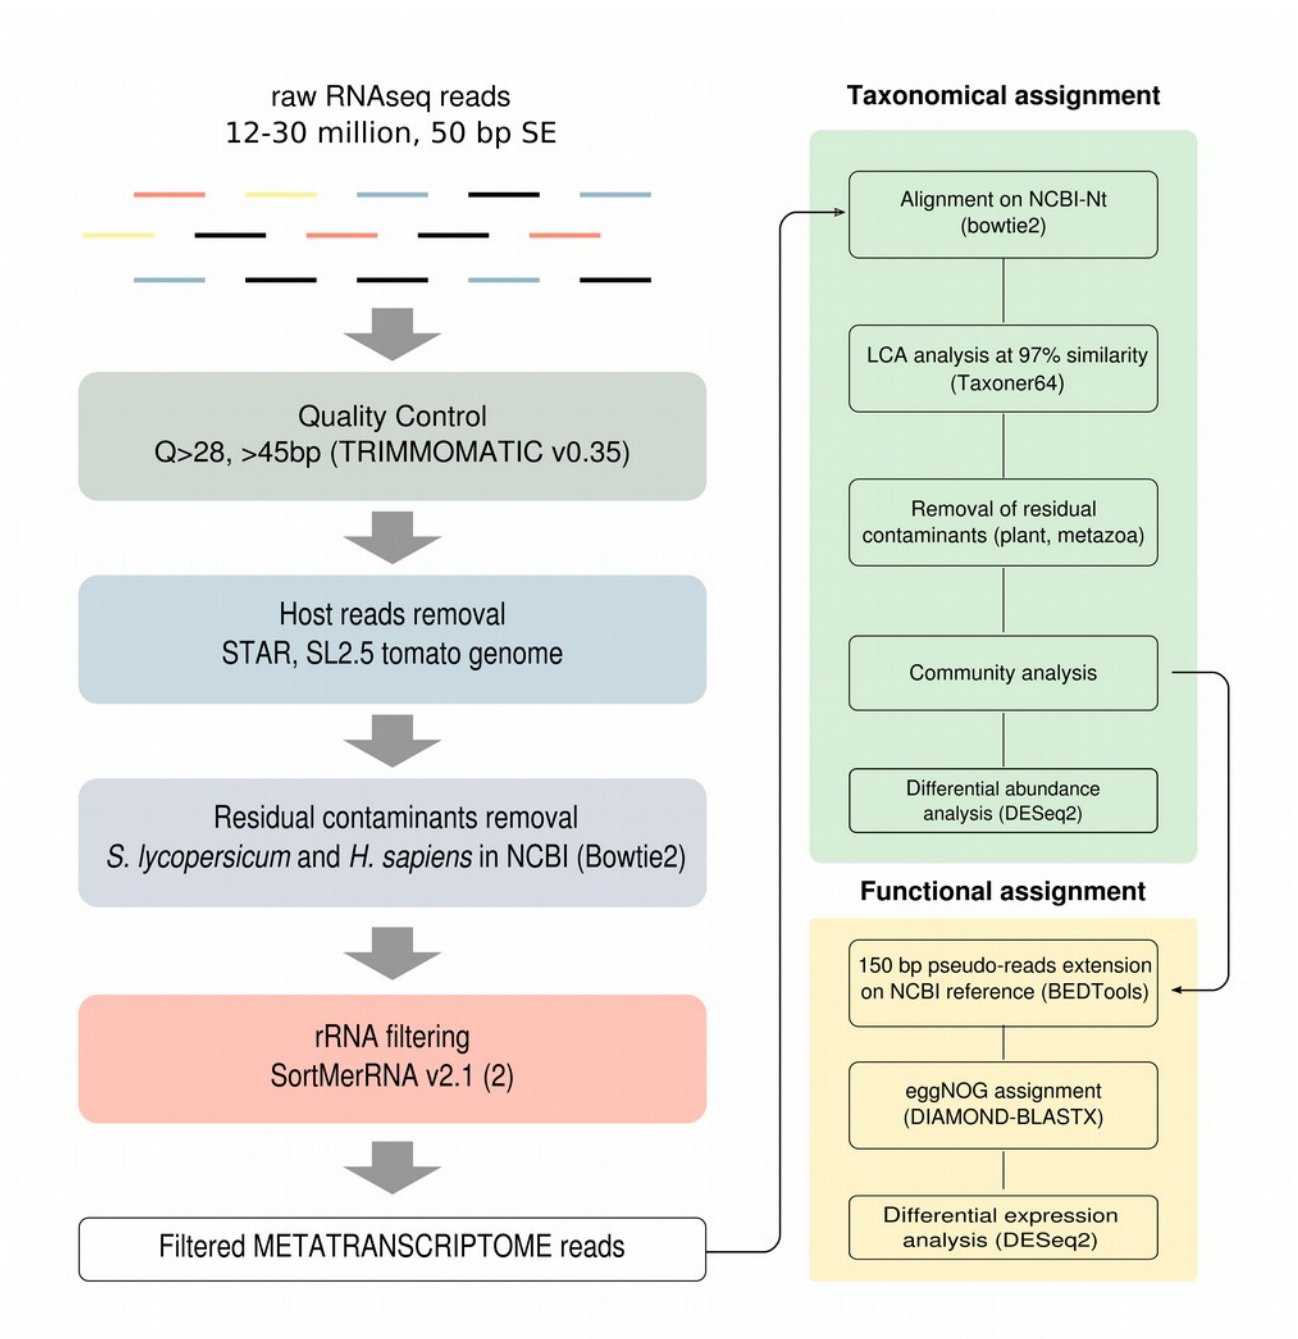 raw RNAseq reads
12-30 million, 50 bp SE
Quality Control
Q>28, >45bp (TRIMMOMATIC v0.35)
Host reads removal
STAR, SL2.5 tomato genome
Residual contaminants removal
S. lycopersicum and H. sapiens in NCBI (Bowtie2)
rRNA filtering
SortMerRNA v2.1 (2)
Filtered METATRANSCRIPTOME reads
Taxonomical assignment
Alignment on NCBI-Nt
(bowtie2)
LCA analysis at 97% similarity
(Taxoner64)
Removal of residual
contaminants (plant, metazoa)
Community analysis
Differential abundance
analysis (DESeq2)
Functional assignment
150 bp pseudo-reads extension
on NCBI reference (BEDTools)
eggNOG assignment
(DIAMOND-BLASTX)
Differential expression
analysis (DESeq2)